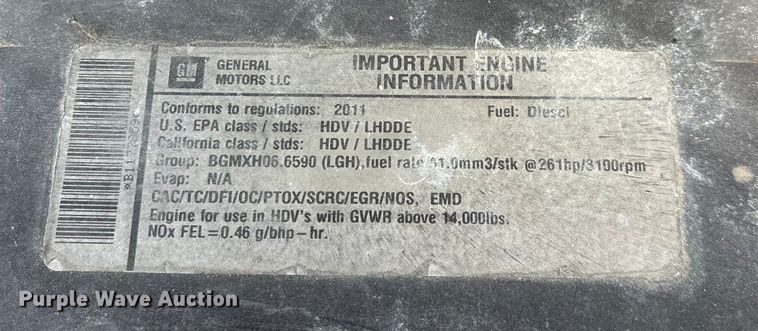 GM
GENERAL MOTORS LLC
IMPORTANT ENGINE INFORMATION
Conforms to regulations: 2011 Fuel: Diesel
U.S. EPA class / stds: HDV / LHDDE
California class / stds: HDV / LHDDE
Group: BGMXH06.6590 (LGH), fuel rate 61.0mm3/stk @261hp/3100rpm
Evap: N/A
CAC/TC/DFI/OC/PTOX/SCRC/EGR/NOS, EMD
Engine for use in HDV's with GVWR above 14,000lbs.
NOx FEL=0.46 g/bhp-hr.
Purple Wave Auction